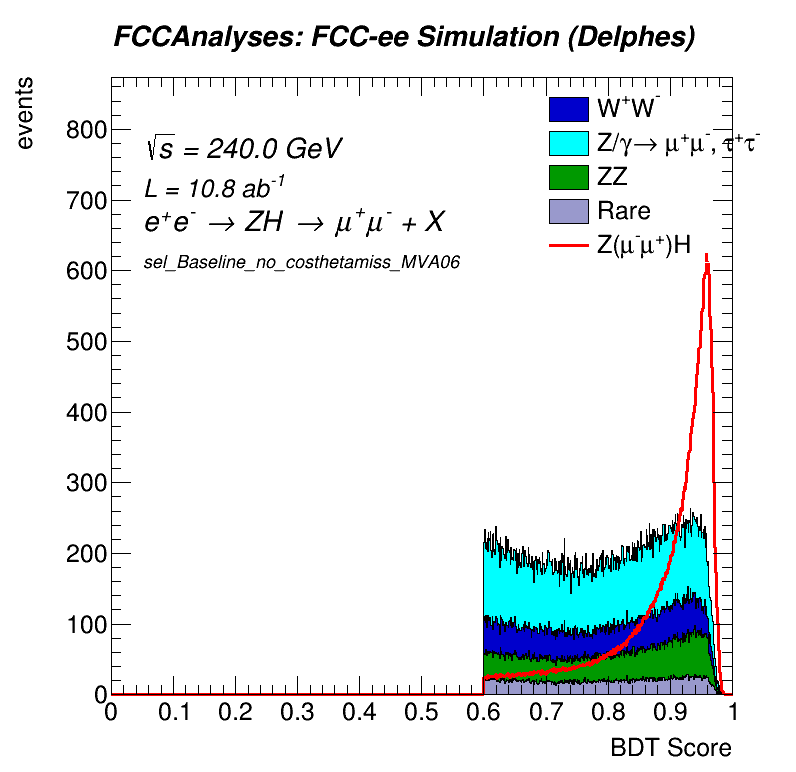 FCCAnalyses: FCC-ee Simulation (Delphes)
events
800
700
600
500
400
300
200
100
0
√s = 240.0 GeV
L = 10.8 ab⁻¹
e⁺e⁻ → ZH → μ⁺μ⁻ + X
sel_Baseline_no_costhetamiss_MVA06
W⁺W⁻
Z/γ→ μ⁺μ⁻, τ⁺τ⁻
ZZ
Rare
Z(μ⁻μ⁺)H
0 0.1 0.2 0.3 0.4 0.5 0.6 0.7 0.8 0.9 1
BDT Score